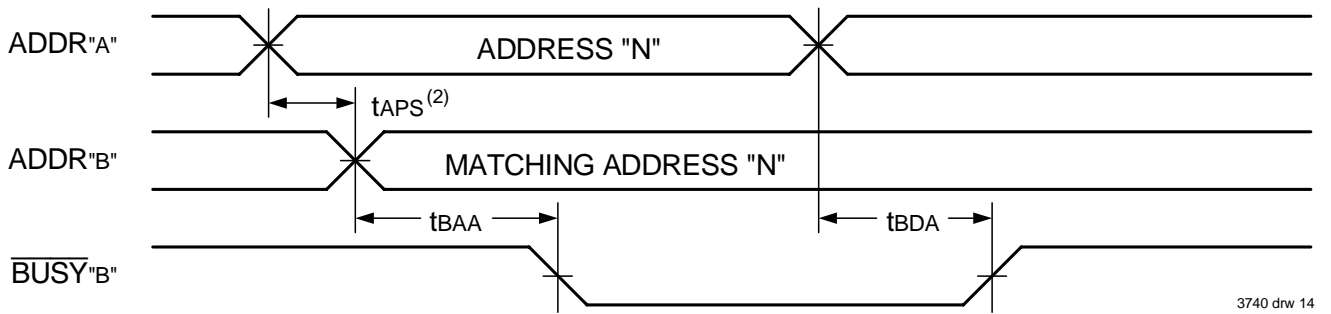 ADDR"A"
ADDRESS "N"
tAPS(2)
ADDR"B"
MATCHING ADDRESS "N"
tBAA
tBDA
BUSY"B"
3740 drw 14